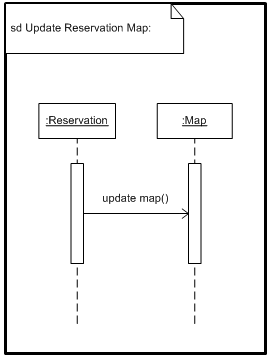 sd Update Reservation Map:
:Reservation
:Map
update map()